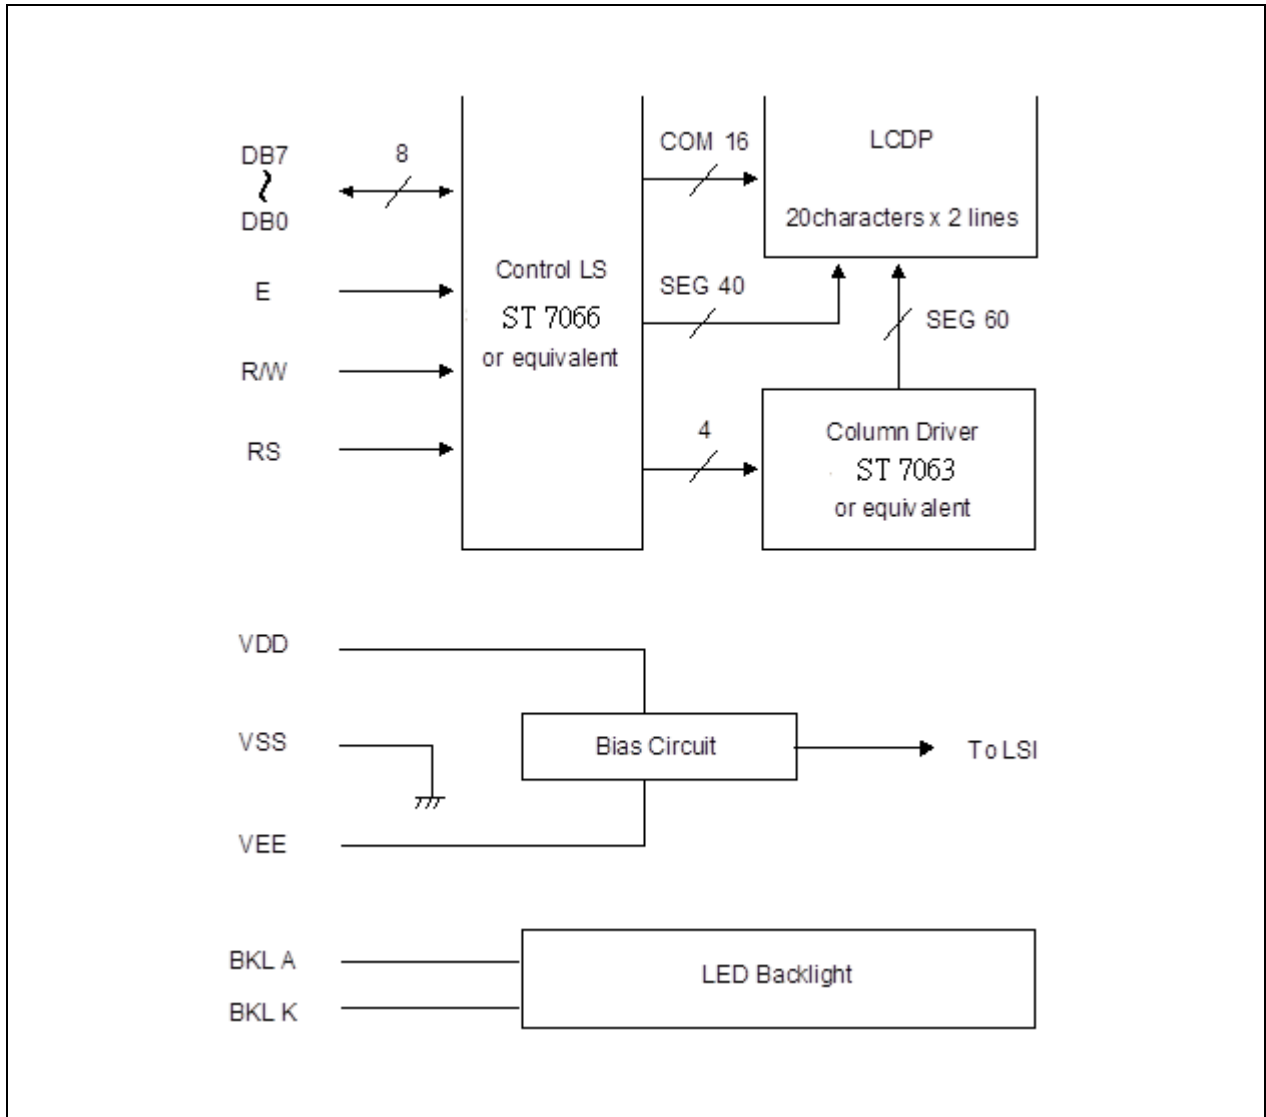 DB7
DB0
8
E
R/W
RS
Control LS
ST 7066
or equivalent
COM 16
SEG 40
4
LCDP
20characters x 2 lines
SEG 60
Column Driver
ST 7063
or equivalent
VDD
VSS
VEE
Bias Circuit
To LSI
BKL A
BKL K
LED Backlight